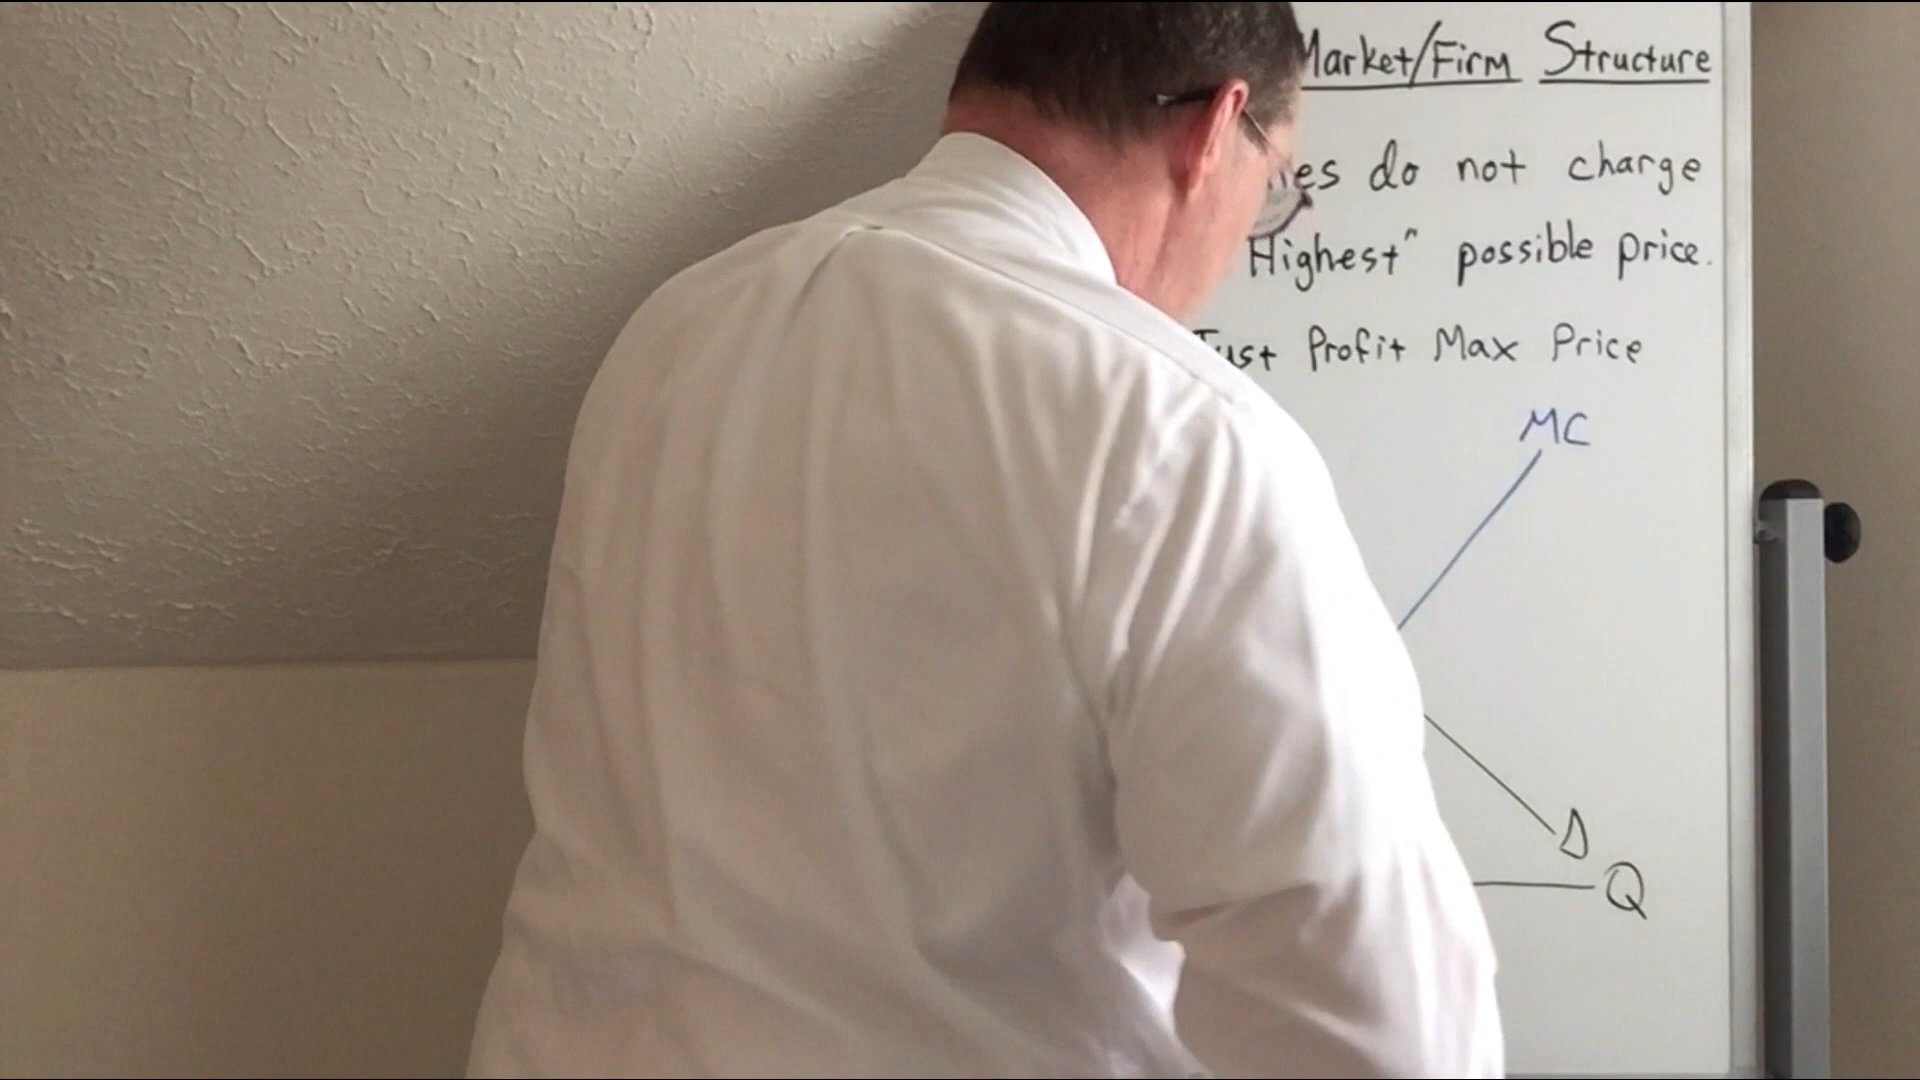 Market/Firm Structure
do not charge
Highest" possible price.
Just Profit Max Price
MC
D
Q